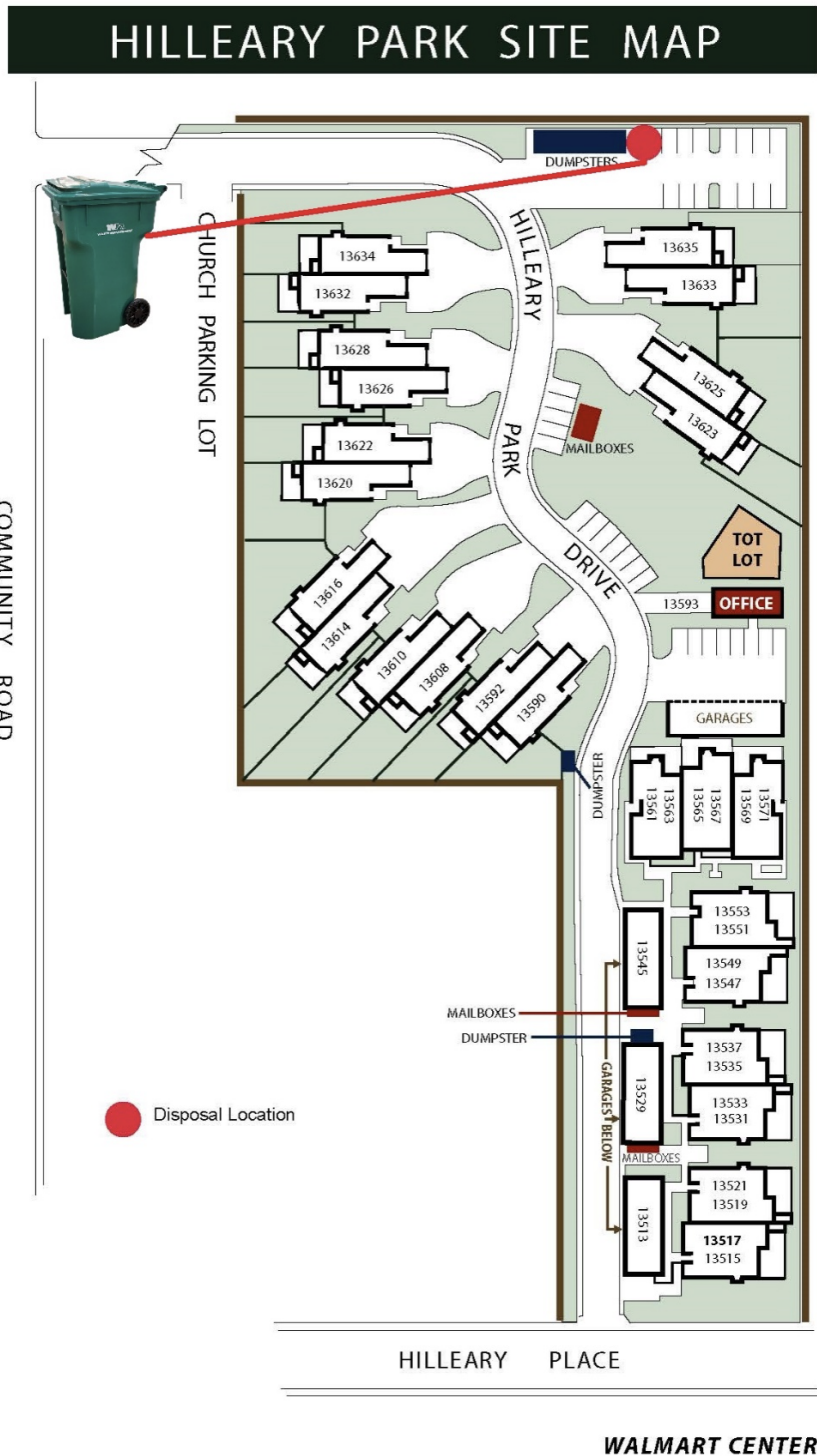 HILLEARY PARK SITE MAP
DUMPSTERS
CHURCH PARKING LOT
HILLEARY
PARK
DRIVE
13634
13632
13635
13633
13628
13626
13625
13623
MAILBOXES
13622
13620
COMMUNITY ROAD
TOT
LOT
13616
13614
13593
OFFICE
13610
13608
13592
13590
GARAGES
DUMPSTER
13561
13563
13565
13567
13569
13571
13553
13551
13545
13549
13547
MAILBOXES
DUMPSTER
13537
13535
13529
13533
13531
GARAGES BELOW
Disposal Location
MAILBOXES
13521
13519
13513
13517
13515
HILLEARY PLACE
WALMART CENTER